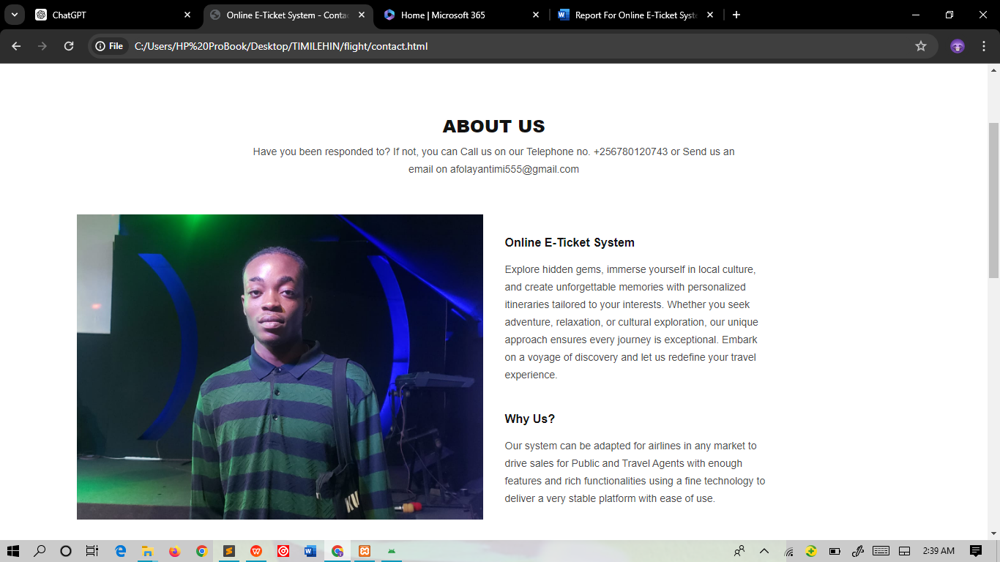 ChatGPT
Online E-Ticket System - Conta
Home | Microsoft 365
Report For Online E-Ticket Syste
File
C:/Users/HP%20ProBook/Desktop/TIMILEHIN/flight/contact.html
ABOUT US
Have you been responded to? If not, you can Call us on our Telephone no. +256780120743 or Send us an
email on afolayantimi555@gmail.com
Online E-Ticket System
Explore hidden gems, immerse yourself in local culture,
and create unforgettable memories with personalized
itineraries tailored to your interests. Whether you seek
adventure, relaxation, or cultural exploration, our unique
approach ensures every journey is exceptional. Embark
on a voyage of discovery and let us redefine your travel
experience.
Why Us?
Our system can be adapted for airlines in any market to
drive sales for Public and Travel Agents with enough
features and rich functionalities using a fine technology to
deliver a very stable platform with ease of use.
2:39 AM